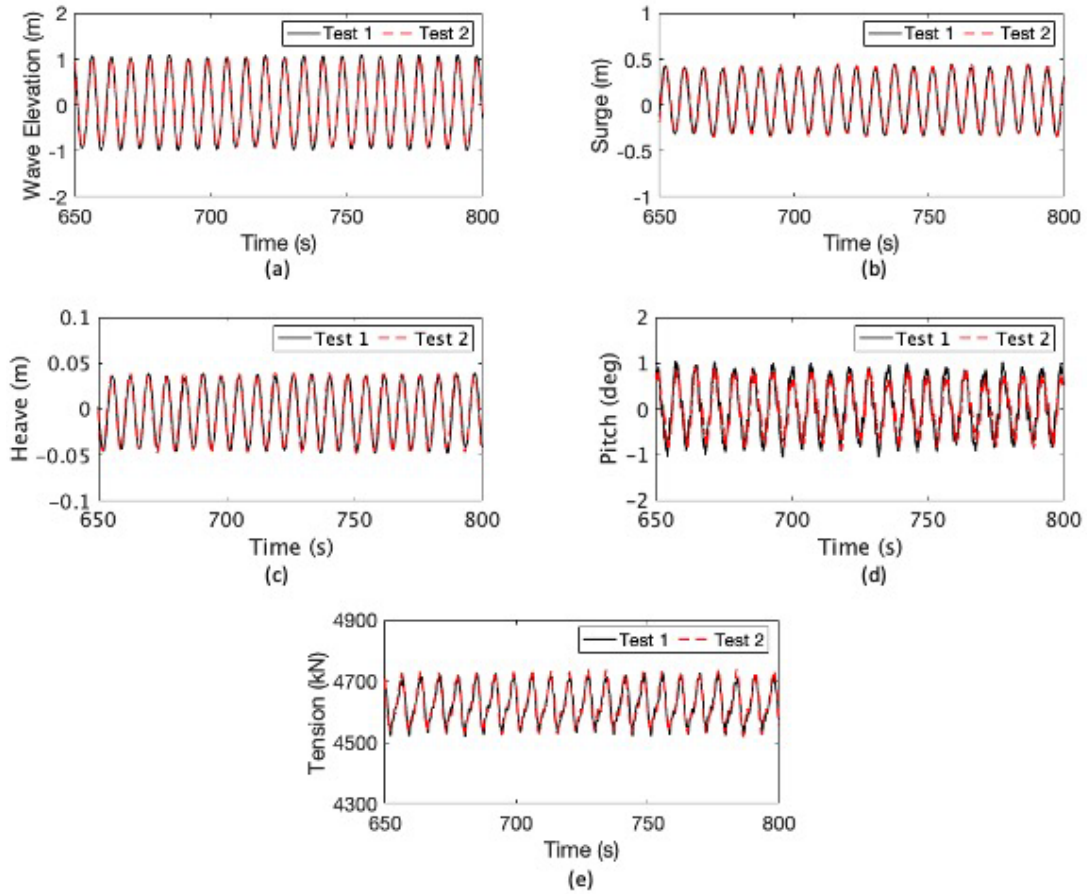 2
1
0
-1
-2
Wave Elevation (m)
Test 1 Test 2
650 700 750 800
Time (s)
(a)
1
0.5
0
-0.5
-1
Surge (m)
Test 1 Test 2
650 700 750 800
Time (s)
(b)
0.1
0.05
0
-0.05
-0.1
Heave (m)
Test 1 Test 2
650 700 750 800
Time (s)
(c)
2
1
0
-1
-2
Pitch (deg)
Test 1 Test 2
650 700 750 800
Time (s)
(d)
4900
4700
4500
4300
Tension (kN)
Test 1 Test 2
650 700 750 800
Time (s)
(e)